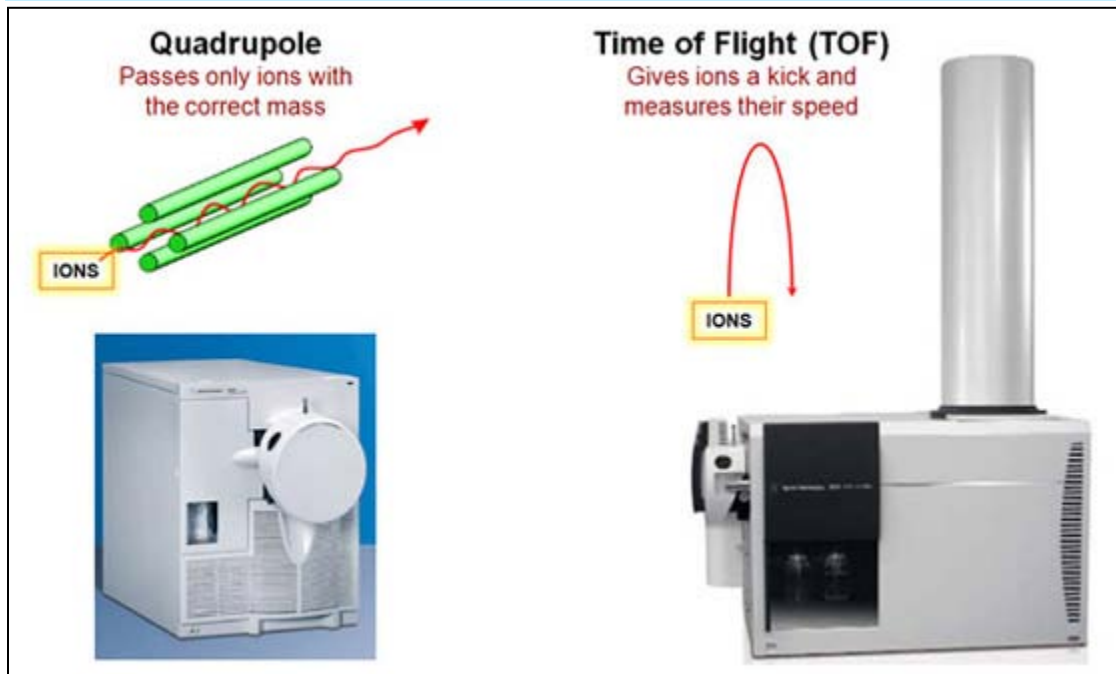 Quadrupole
Passes only ions with
the correct mass
IONS
Time of Flight (TOF)
Gives ions a kick and
measures their speed
IONS